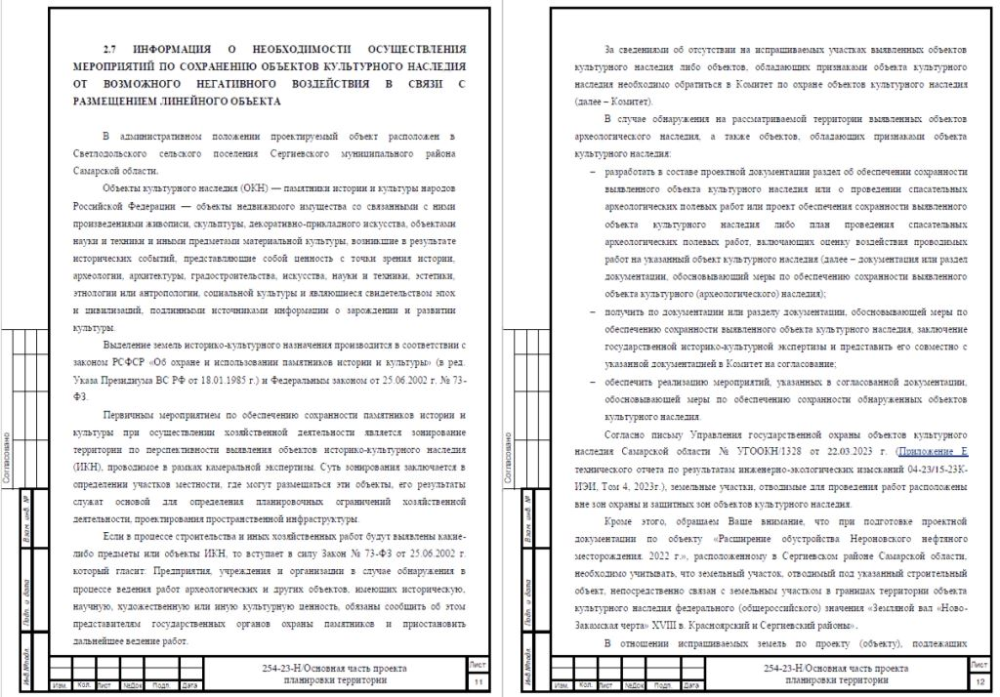 2.7 ИНФОРМАЦИЯ О НЕОБХОДИМОСТИ ОСУЩЕСТВЛЕНИЯ
МЕРОПРИЯТИЙ ПО СОХРАНЕНИЮ ОБЪЕКТОВ КУЛЬТУРНОГО НАСЛЕДИЯ
ОТ ВОЗМОЖНОГО НЕГАТИВНОГО ВОЗДЕЙСТВИЯ В СВЯЗИ С
РАЗМЕЩЕНИЕМ ЛИНЕЙНОГО ОБЪЕКТА
В административном положении проектируемый объект расположен в
Светлодольского сельского поселения Сергиевского муниципального района
Самарской области.
Объекты культурного наследия (ОКН) — памятники истории и культуры народов
Российской Федерации — объекты недвижимого имущества со связанными с ними
произведениями живописи, скульптуры, декоративно-прикладного искусства, объектами
науки и техники и иными предметами материальной культуры, возникшие в результате
исторических событий, представляющие собой ценность с точки зрения истории,
археологии, архитектуры, градостроительства, искусства, науки и техники, эстетики,
этнологии или антропологии, социальной культуры и являющиеся свидетельством эпох
и цивилизаций, подлинными источниками информации о зарождении и развитии
культуры.
Выделение земель историко-культурного назначения производится в соответствии с
законом РСФСР «Об охране и использовании памятников истории и культуры» (в ред.
Указа Президиума ВС РФ от 18.01.1985 г.) и Федеральным законом от 25.06.2002 г. № 73-
ФЗ.
Первичным мероприятием по обеспечению сохранности памятников истории и
культуры при осуществлении хозяйственной деятельности является зонирование
территории по перспективности выявления объектов историко-культурного наследия
(ИКН), проводимое в рамках камеральной экспертизы. Суть зонирования заключается в
определении участков местности, где могут размещаться эти объекты, его результаты
служат основой для определения планировочных ограничений хозяйственной
деятельности, проектирования пространственной инфраструктуры.
Если в процессе строительства и иных хозяйственных работ будут выявлены какие-
либо предметы или объекты ИКН, то вступает в силу Закон № 73-ФЗ от 25.06.2002 г.
который гласит: Предприятия, учреждения и организации в случае обнаружения в
процессе ведения работ археологических и других объектов, имеющих историческую,
научную, художественную или иную культурную ценность, обязаны сообщить об этом
представителям государственных органов охраны памятников и приостановить
дальнейшее ведение работ.
Согласовано
Взам. инв. №
Подп. и дата
Инв.№подл.
Изм. Кол. Лист №Док Подп. Дата
254-23-Н/Основная часть проекта
планировки территории
Лист
11
За сведениями об отсутствии на испрашиваемых участках выявленных объектов
культурного наследия либо объектов, обладающих признаками объекта культурного
наследия необходимо обратиться в Комитет по охране объектов культурного наследия
(далее – Комитет).
В случае обнаружения на рассматриваемой территории выявленных объектов
археологического наследия, а также объектов, обладающих признаками объекта
культурного наследия:
– разработать в составе проектной документации раздел об обеспечении сохранности
выявленного объекта культурного наследия или о проведении спасательных
археологических полевых работ или проект обеспечения сохранности выявленного
объекта культурного наследия либо план проведения спасательных
археологических полевых работ, включающих оценку воздействия проводимых
работ на указанный объект культурного наследия (далее – документация или раздел
документации, обосновывающий меры по обеспечению сохранности выявленного
объекта культурного (археологического) наследия);
– получить по документации или разделу документации, обосновывающей меры по
обеспечению сохранности выявленного объекта культурного наследия, заключение
государственной историко-культурной экспертизы и представить его совместно с
указанной документацией в Комитет на согласование;
– обеспечить реализацию мероприятий, указанных в согласованной документации,
обосновывающей меры по обеспечению сохранности обнаруженных объектов
культурного наследия.
Согласно письму Управления государственной охраны объектов культурного
наследия Самарской области № УГООКН/1328 от 22.03.2023 г. (Приложение Е
технического отчета по результатам инженерно-экологических изысканий 04-23/15-23К-
ИЭИ, Том 4, 2023г.), земельные участки, отводимые для проведения работ расположены
вне зон охраны и защитных зон объектов культурного наследия.
Кроме этого, обращаем Ваше внимание, что при подготовке проектной
документации по объекту «Расширение обустройства Нероновского нефтяного
месторождения. 2022 г.», расположенному в Сергиевском районе Самарской области,
необходимо учитывать, что земельный участок, отводимый под указанный строительный
объект, непосредственно связан с земельным участком в границах территории объекта
культурного наследия федерального (общероссийского) значения «Земляной вал «Ново-
Закамская черта» XVIII в. Красноярский и Сергиевский районы».
В отношении испрашиваемых земель по проекту (объекту), подлежащих
Согласовано
Взам. инв. №
Подп. и дата
Инв.№подл.
Изм. Кол. Лист №Док Подп. Дата
254-23-Н/Основная часть проекта
планировки территории
Лист
12